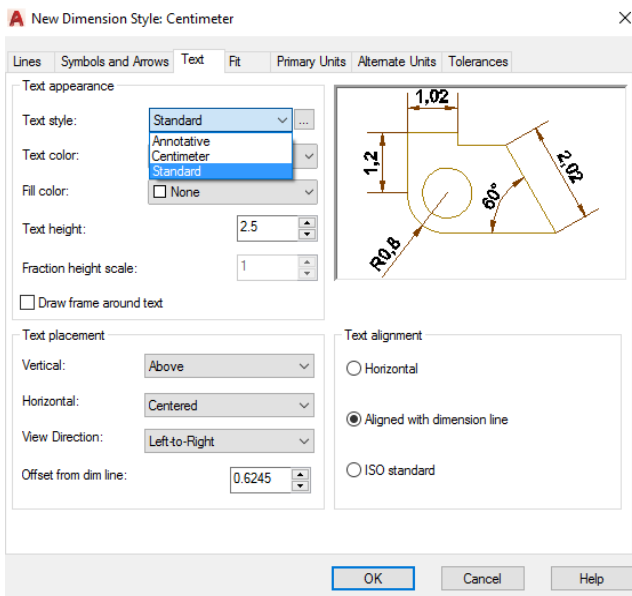 New Dimension Style: Centimeter
Lines Symbols and Arrows Text Fit Primary Units Alternate Units Tolerances
Text appearance
Text style: Standard ...
Annotative
Centimeter
Standard
Text color:
Fill color: None
Text height: 2.5
Fraction height scale: 1
Draw frame around text
1,02
1,2
2,02
60°
R0,8
Text placement
Vertical: Above
Horizontal: Centered
View Direction: Left-to-Right
Offset from dim line: 0.6245
Text alignment
Horizontal
Aligned with dimension line
ISO standard
OK Cancel Help